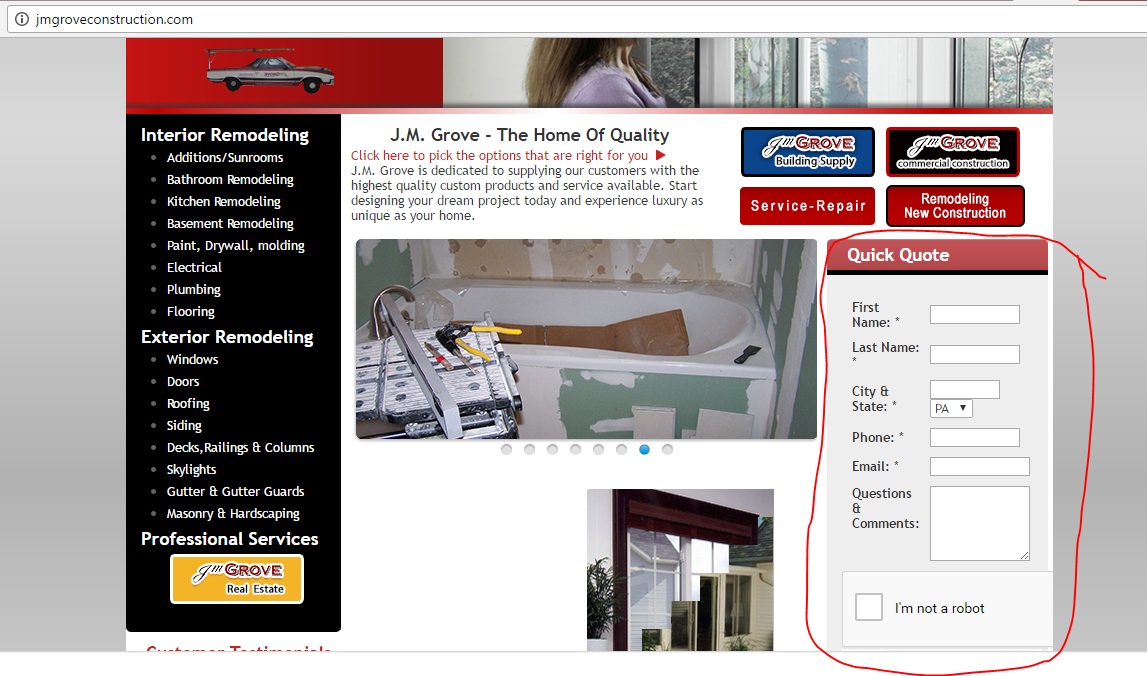 jmgroveconstruction.com
Interior Remodeling
Additions/Sunrooms
Bathroom Remodeling
Kitchen Remodeling
Basement Remodeling
Paint, Drywall, molding
Electrical
Plumbing
Flooring
Exterior Remodeling
Windows
Doors
Roofing
Siding
Decks,Railings & Columns
Skylights
Gutter & Gutter Guards
Masonry & Hardscaping
Professional Services
JM GROVE
Real Estate
Customer Testimonials
J.M. Grove - The Home Of Quality
Click here to pick the options that are right for you
J.M. Grove is dedicated to supplying our customers with the
highest quality custom products and service available. Start
designing your dream project today and experience luxury as
unique as your home.
JM GROVE
Building Supply
JM GROVE
commercial construction
Service-Repair
Remodeling
New Construction
Quick Quote
First
Name: *
Last Name:
*
City &
State: *
PA
Phone: *
Email: *
Questions
&
Comments:
I'm not a robot